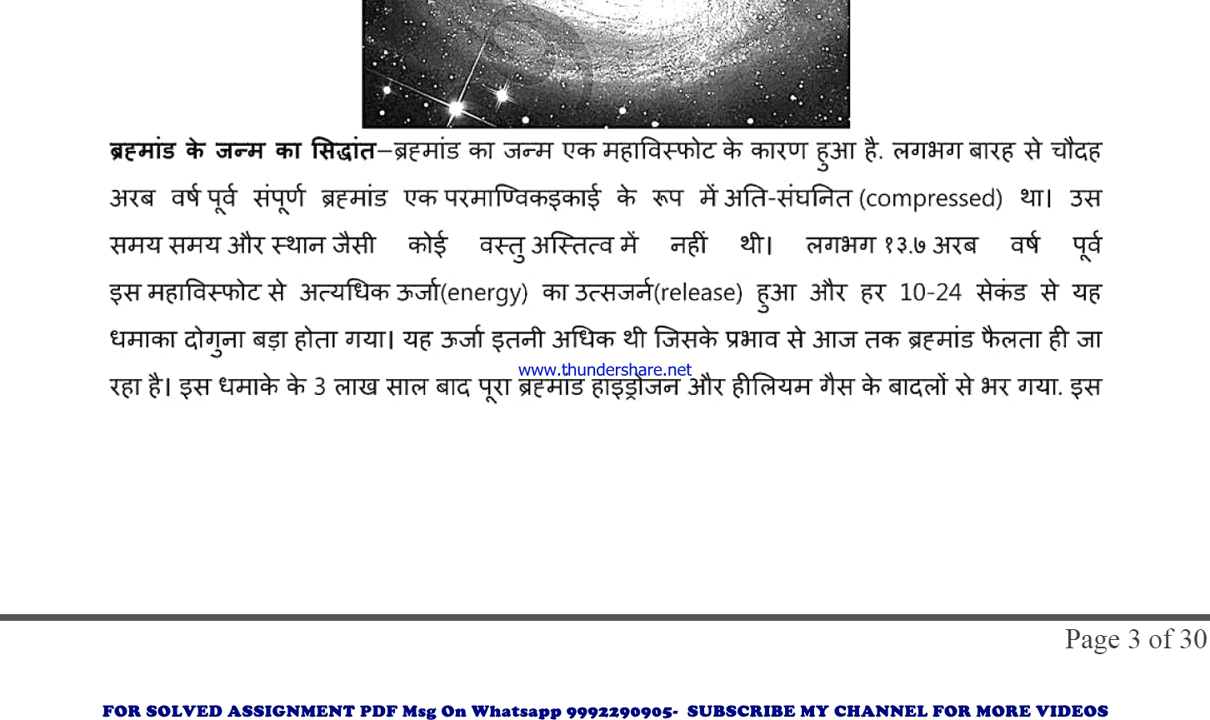 ब्रह्मांड के जन्म का सिद्धांत–ब्रह्मांड का जन्म एक महाविस्फोट के कारण हुआ है. लगभग बारह से चौदह
अरब वर्ष पूर्व संपूर्ण ब्रह्मांड एक परमाण्विकइकाई के रूप में अति-संघनित (compressed) था। उस
समय समय और स्थान जैसी कोई वस्तु अस्तित्व में नहीं थी। लगभग १३.७ अरब वर्ष पूर्व
इस महाविस्फोट से अत्यधिक ऊर्जा(energy) का उत्सजर्न(release) हुआ और हर 10-24 सेकंड से यह
धमाका दोगुना बड़ा होता गया। यह ऊर्जा इतनी अधिक थी जिसके प्रभाव से आज तक ब्रह्मांड फैलता ही जा
www.thundershare.net
रहा है। इस धमाके के 3 लाख साल बाद पूरा ब्रह्मांड हाइड्रोजन और हीलियम गैस के बादलों से भर गया. इस
Page 3 of 30
FOR SOLVED ASSIGNMENT PDF Msg On Whatsapp 9992290905- SUBSCRIBE MY CHANNEL FOR MORE VIDEOS